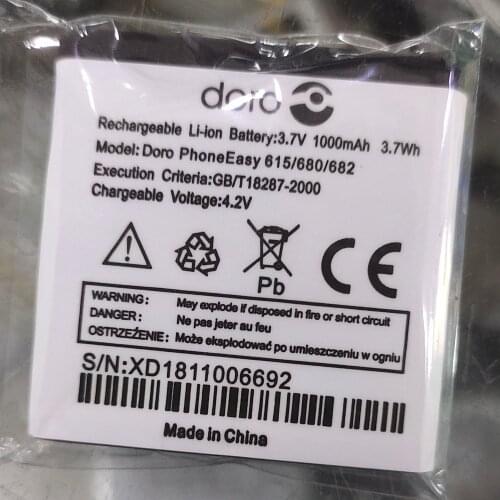 doro
Rechargeable Li-ion Battery:3.7V 1000mAh 3.7Wh
Model: Doro PhoneEasy 615/680/682
Execution Criteria:GB/T18287-2000
Chargeable Voltage:4.2V
Pb
CE
WARNING : May explode if disposed in fire or short circuit
DANGER : Ne pas jeter au feu
OSTRZEŻENIE: Może eksplodować po umieszczeniu w ogniu
S/N:XD1811006692
Made in China